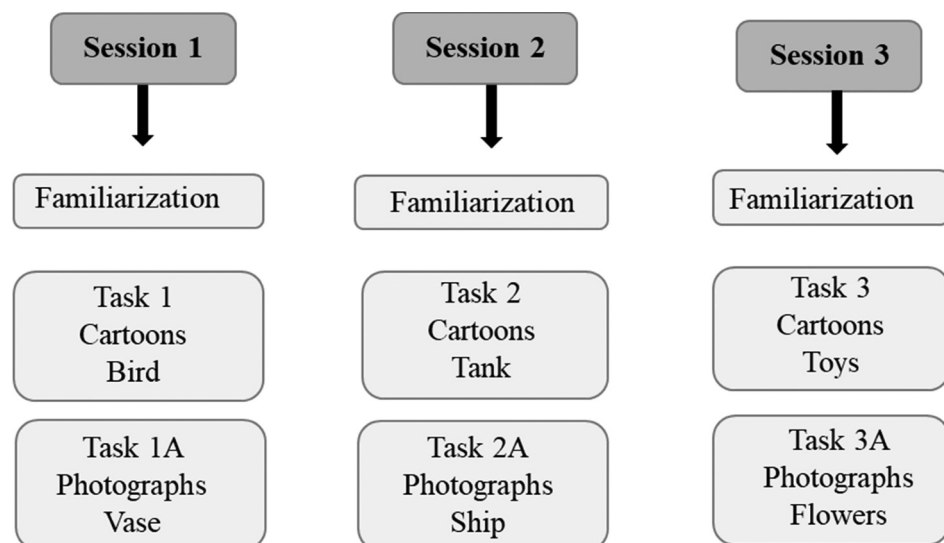 Session 1
Familiarization
Task 1
Cartoons
Bird
Task 1A
Photographs
Vase
Session 2
Familiarization
Task 2
Cartoons
Tank
Task 2A
Photographs
Ship
Session 3
Familiarization
Task 3
Cartoons
Toys
Task 3A
Photographs
Flowers